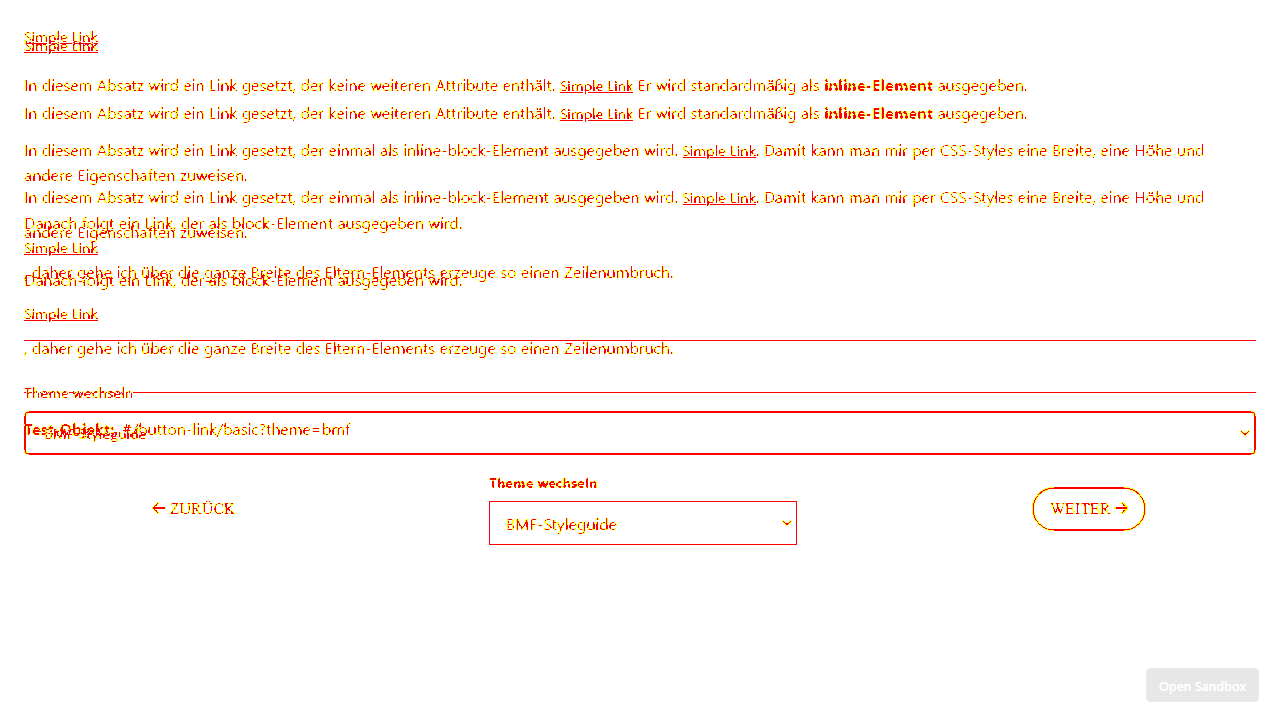 Simple Link
Simple Link
In diesem Absatz wird ein Link gesetzt, der keine weiteren Attribute enthält. Simple Link Er wird standardmäßig als inline-Element ausgegeben.
In diesem Absatz wird ein Link gesetzt, der keine weiteren Attribute enthält. Simple Link Er wird standardmäßig als inline-Element ausgegeben.
In diesem Absatz wird ein Link gesetzt, der einmal als inline-block-Element ausgegeben wird. Simple Link. Damit kann man mir per CSS-Styles eine Breite, eine Höhe und
andere Eigenschaften zuweisen.
In diesem Absatz wird ein Link gesetzt, der einmal als inline-block-Element ausgegeben wird. Simple Link. Damit kann man mir per CSS-Styles eine Breite, eine Höhe und
Danach folgt ein Link, der als block-Element ausgegeben wird.
andere Eigenschaften zuweisen.
Simple Link
, daher gehe ich über die ganze Breite des Eltern-Elements erzeuge so einen Zeilenumbruch.
Danach folgt ein Link, der als block-Element ausgegeben wird.
Simple Link
, daher gehe ich über die ganze Breite des Eltern-Elements erzeuge so einen Zeilenumbruch.
Theme wechseln
Test-Objekt: #/button-link/basic?theme=bmf
BMF-Styleguide
Theme wechseln
← ZURÜCK
BMF-Styleguide
WEITER →
Open Sandbox